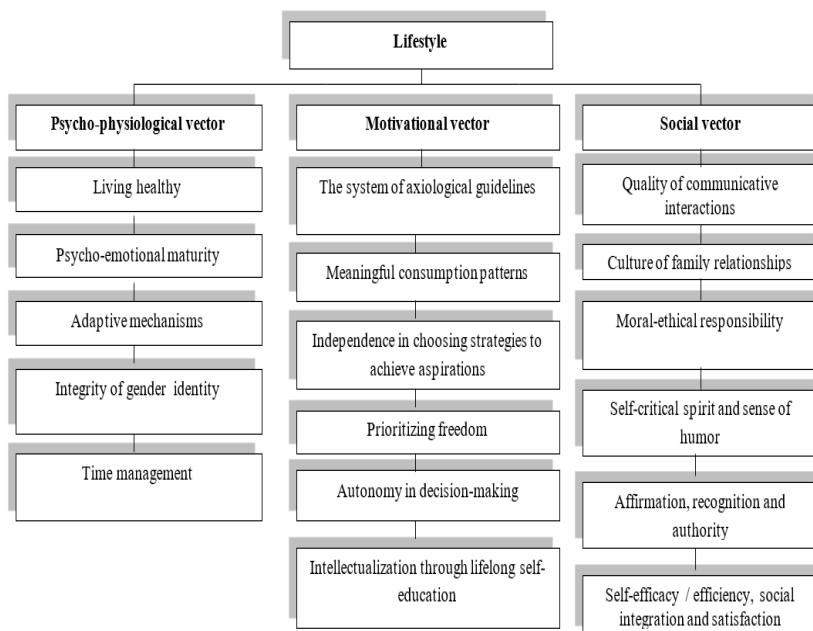 Lifestyle
Psycho-physiological vector
Living healthy
Psycho-emotional maturity
Adaptive mechanisms
Integrity of gender identity
Time management
Motivational vector
The system of axiological guidelines
Meaningful consumption patterns
Independence in choosing strategies to
achieve aspirations
Prioritizing freedom
Autonomy in decision-making
Intellectualization through lifelong self-
education
Social vector
Quality of communicative
interactions
Culture of family relationships
Moral-ethical responsibility
Self-critical spirit and sense of
humor
Affirmation, recognition and
authority
Self-efficacy / efficiency, social
integration and satisfaction